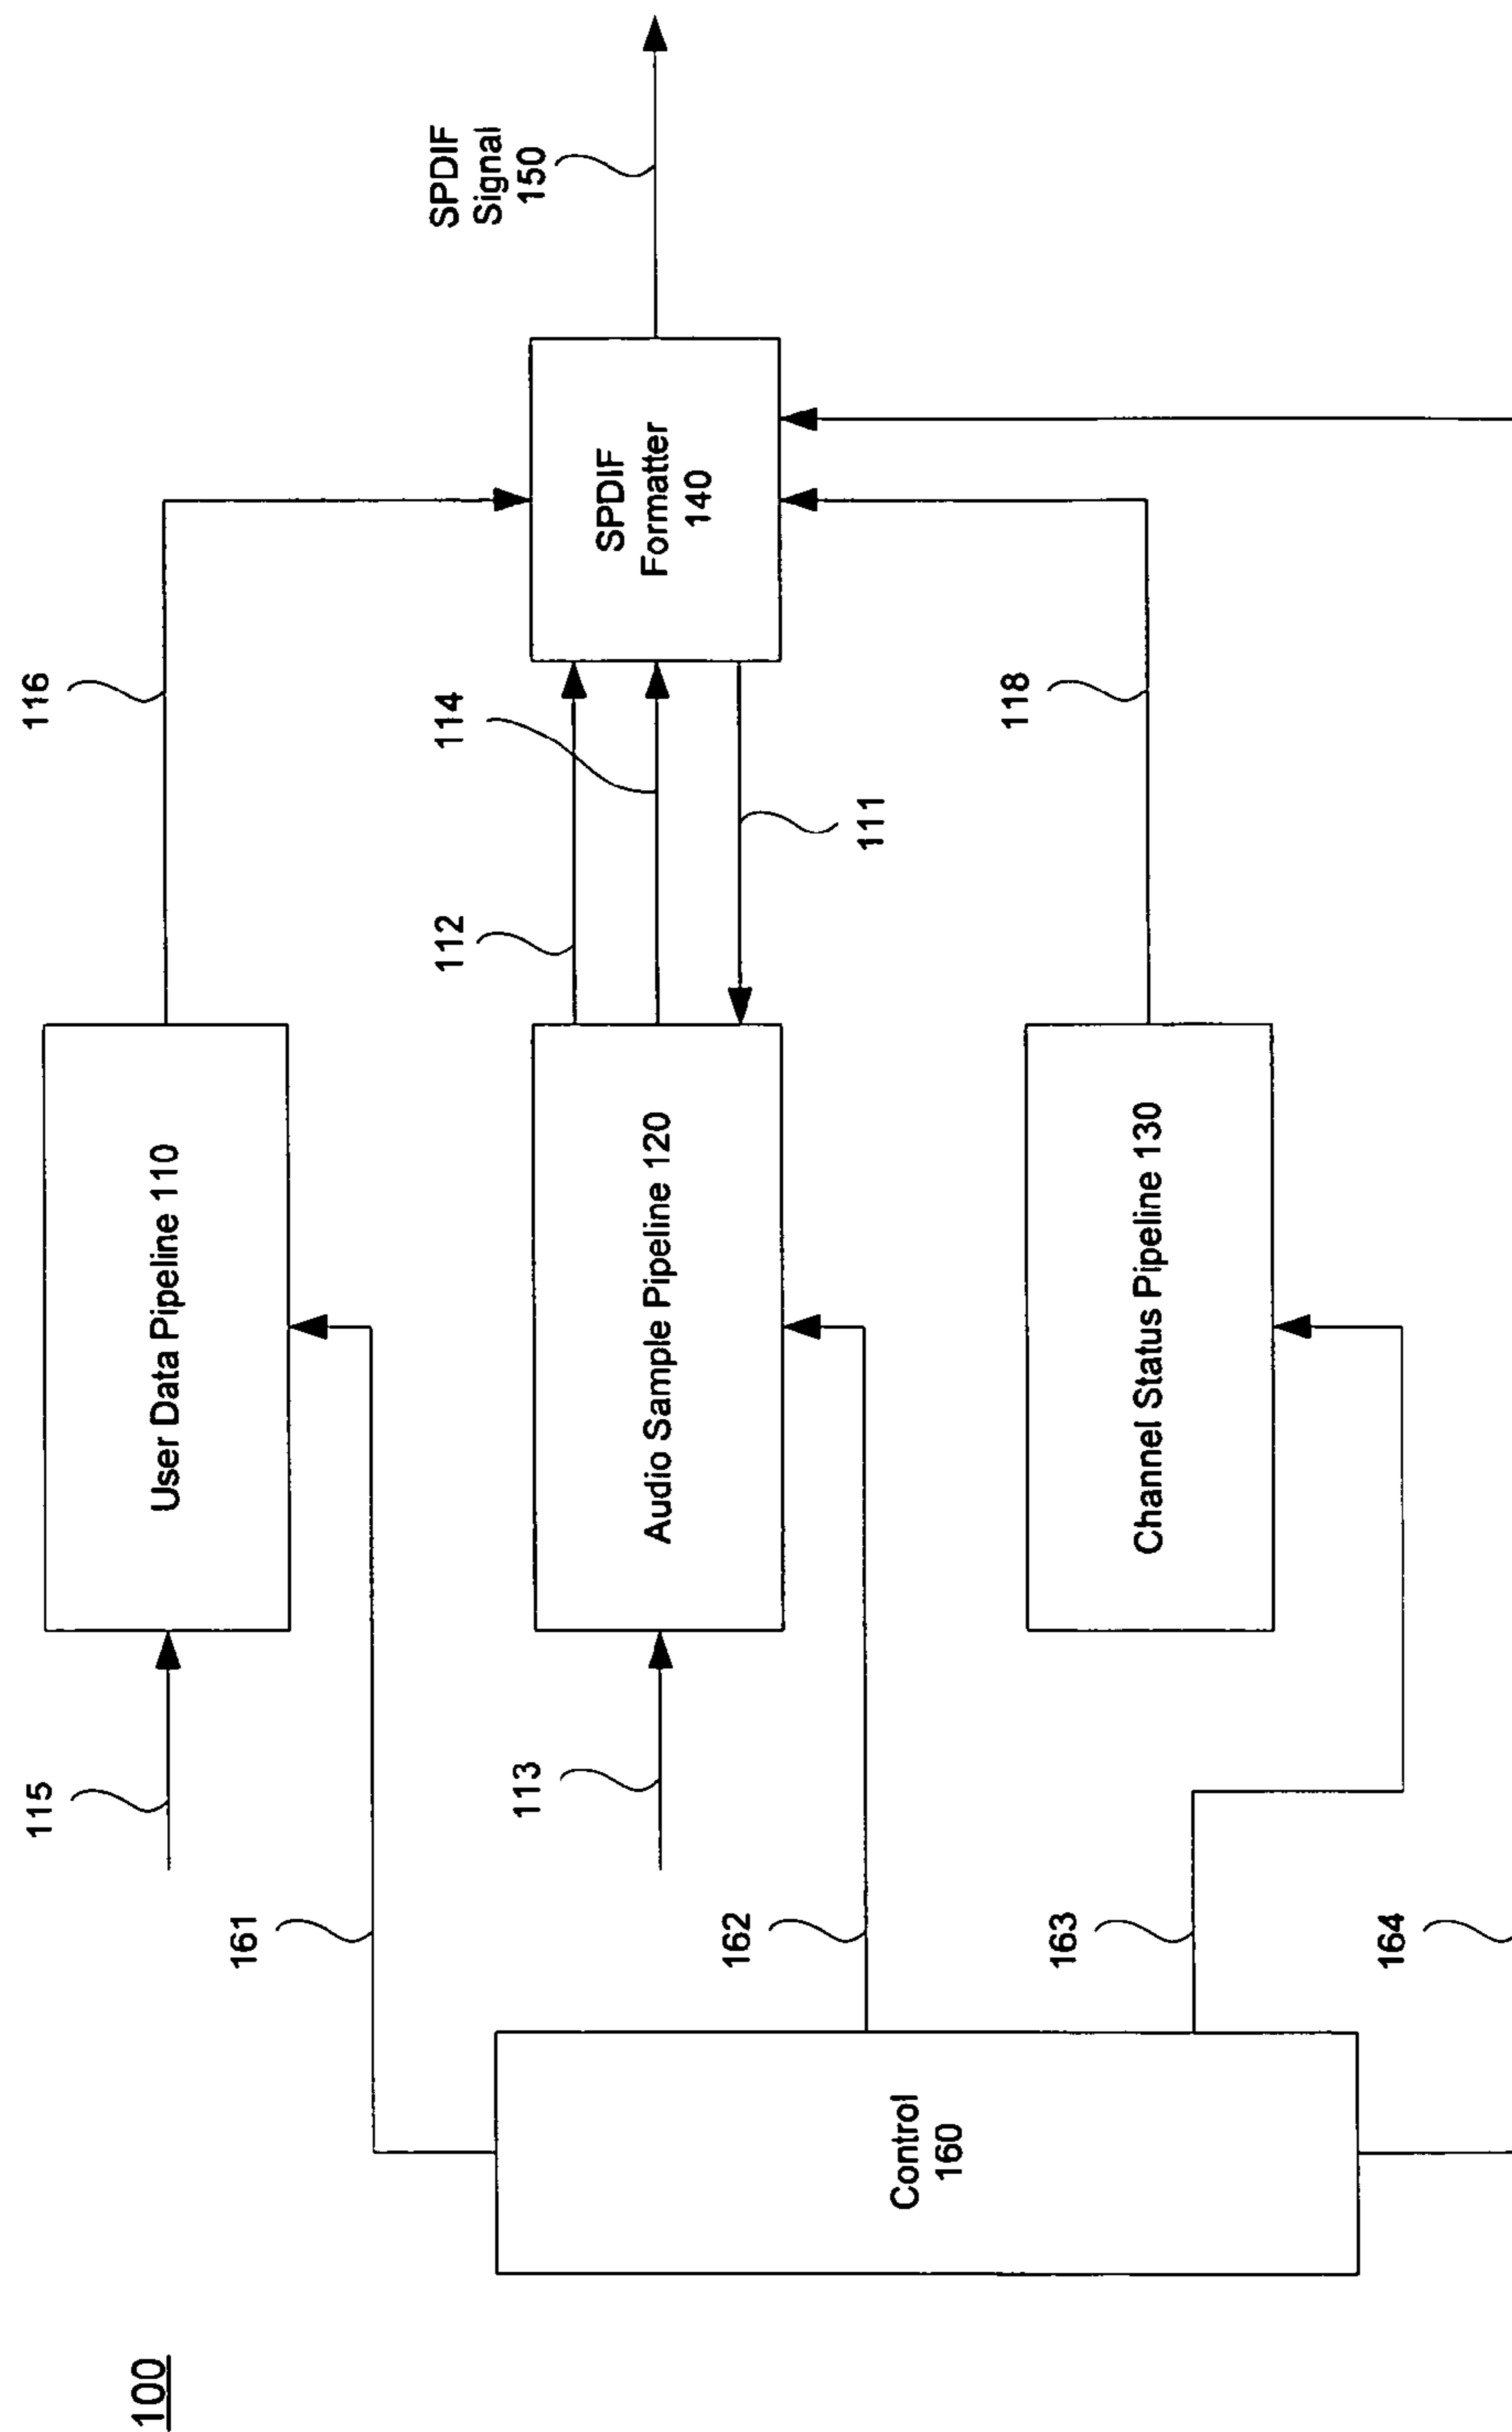 100
115
User Data Pipeline 110
116
161
113
Audio Sample Pipeline 120
112
114
111
SPDIF
Formatter
140
SPDIF
Signal
150
162
Control
160
163
Channel Status Pipeline 130
118
164